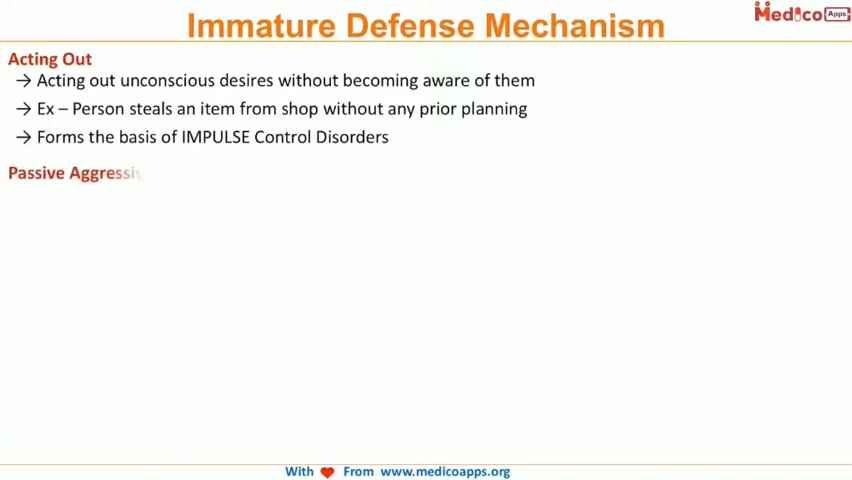 Immature Defense Mechanism
Medico Apps
Acting Out
→ Acting out unconscious desires without becoming aware of them
→ Ex – Person steals an item from shop without any prior planning
→ Forms the basis of IMPULSE Control Disorders
Passive Aggressiv
With ❤ From www.medicoapps.org